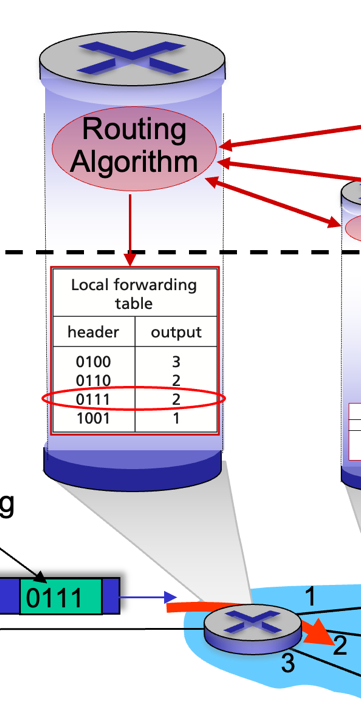 Routing
Algorithm
Local forwarding
table
header output
0100 3
0110 2
0111 2
1001 1
g
0111
1
2
3